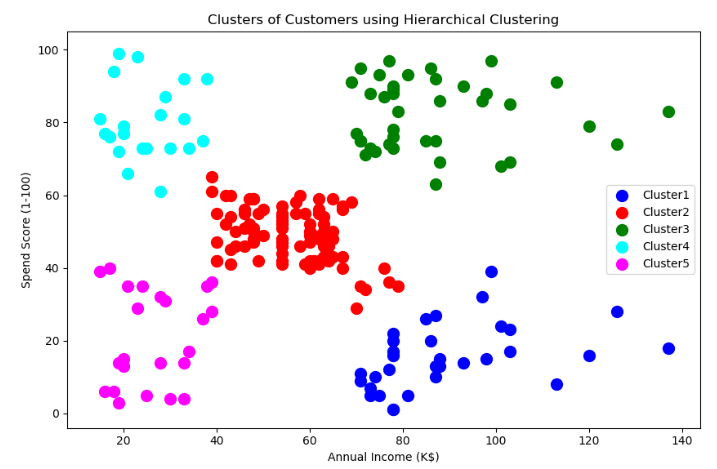 Clusters of Customers using Hierarchical Clustering
100
80
60
40
20
0
Spend Score (1-100)
Cluster1
Cluster2
Cluster3
Cluster4
Cluster5
20 40 60 80 100 120 140
Annual Income (K$)